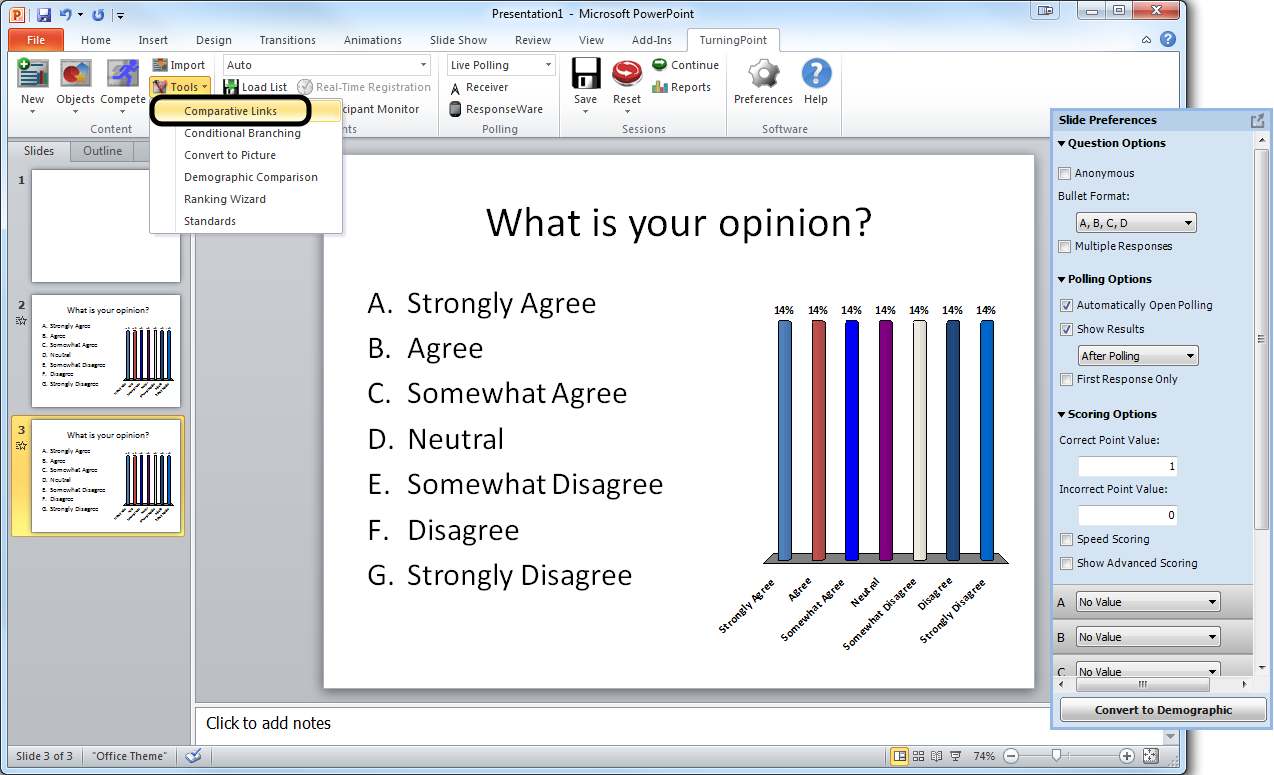 Presentation1 - Microsoft PowerPoint
File Home Insert Design Transitions Animations Slide Show Review View Add-Ins TurningPoint
New Objects Compete
Import
Tools
Content
Auto
Load List Real-Time Registration
cipant Monitor
nts
Live Polling
Receiver
ResponseWare
Polling
Save Reset
Continue
Reports
Sessions
Preferences Help
Software
Comparative Links
Conditional Branching
Convert to Picture
Demographic Comparison
Ranking Wizard
Standards
Slides Outline
1
2
What is your opinion?
A. Strongly Agree
B. Agree
C. Somewhat Agree
D. Neutral
E. Somewhat Disagree
F. Disagree
G. Strongly Disagree
3
What is your opinion?
A. Strongly Agree
B. Agree
C. Somewhat Agree
D. Neutral
E. Somewhat Disagree
F. Disagree
G. Strongly Disagree
What is your opinion?
A. Strongly Agree
B. Agree
C. Somewhat Agree
D. Neutral
E. Somewhat Disagree
F. Disagree
G. Strongly Disagree
14% 14% 14% 14% 14% 14% 14%
Strongly Agree
Agree
Somewhat Agree
Neutral
Somewhat Disagree
Disagree
Strongly Disagree
Click to add notes
Slide 3 of 3 "Office Theme" 74%
Slide Preferences
Question Options
Anonymous
Bullet Format:
A, B, C, D
Multiple Responses
Polling Options
Automatically Open Polling
Show Results
After Polling
First Response Only
Scoring Options
Correct Point Value:
1
Incorrect Point Value:
0
Speed Scoring
Show Advanced Scoring
A No Value
B No Value
C No Value
Convert to Demographic